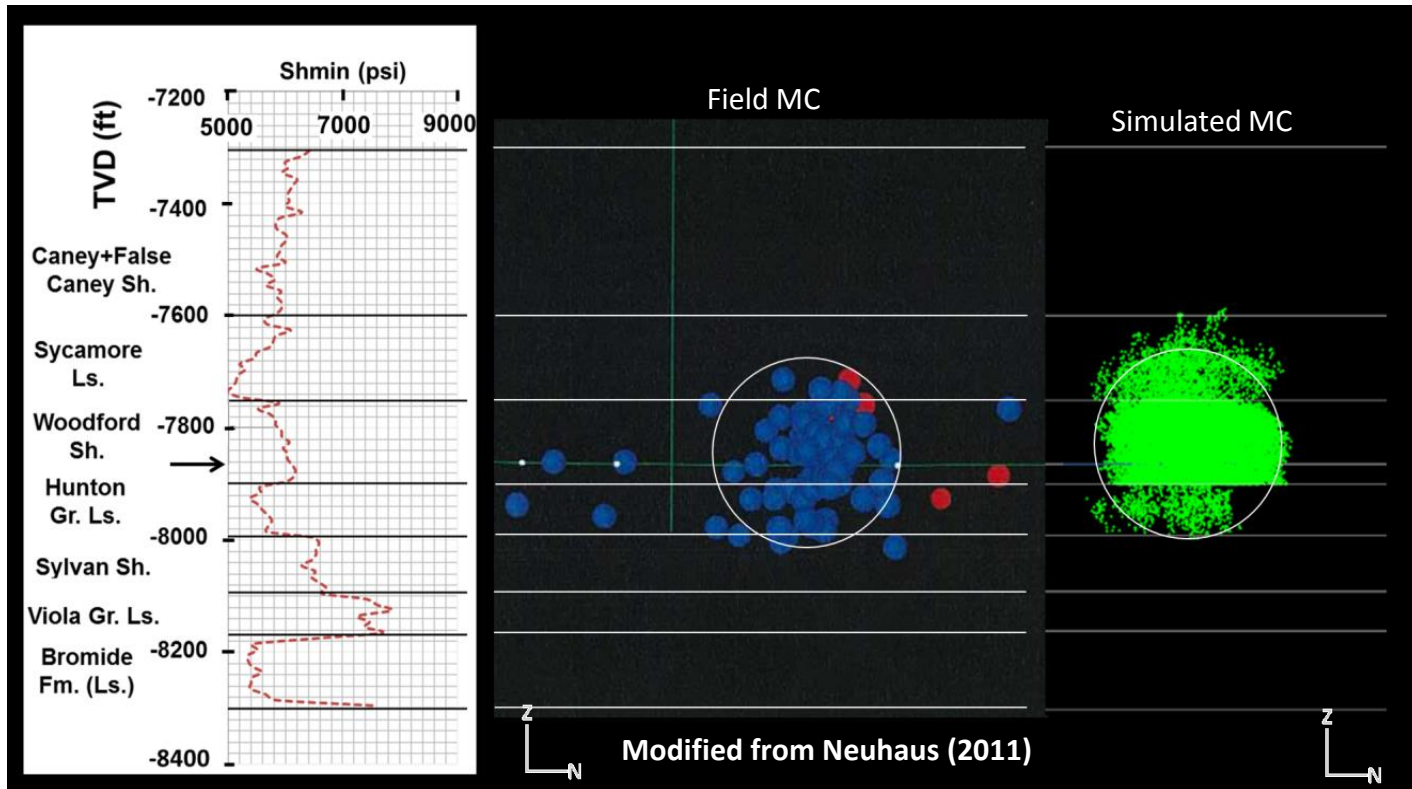 Shmin (psi)
TVD (ft)
5000 7000 9000
-7200
-7400
Caney+False
Caney Sh.
-7600
Sycamore
Ls.
Woodford
Sh.
-7800
Hunton
Gr. Ls.
-8000
Sylvan Sh.
Viola Gr. Ls.
-8200
Bromide
Fm. (Ls.)
-8400
Field MC
Z
N
Modified from Neuhaus (2011)
Simulated MC
Z
N